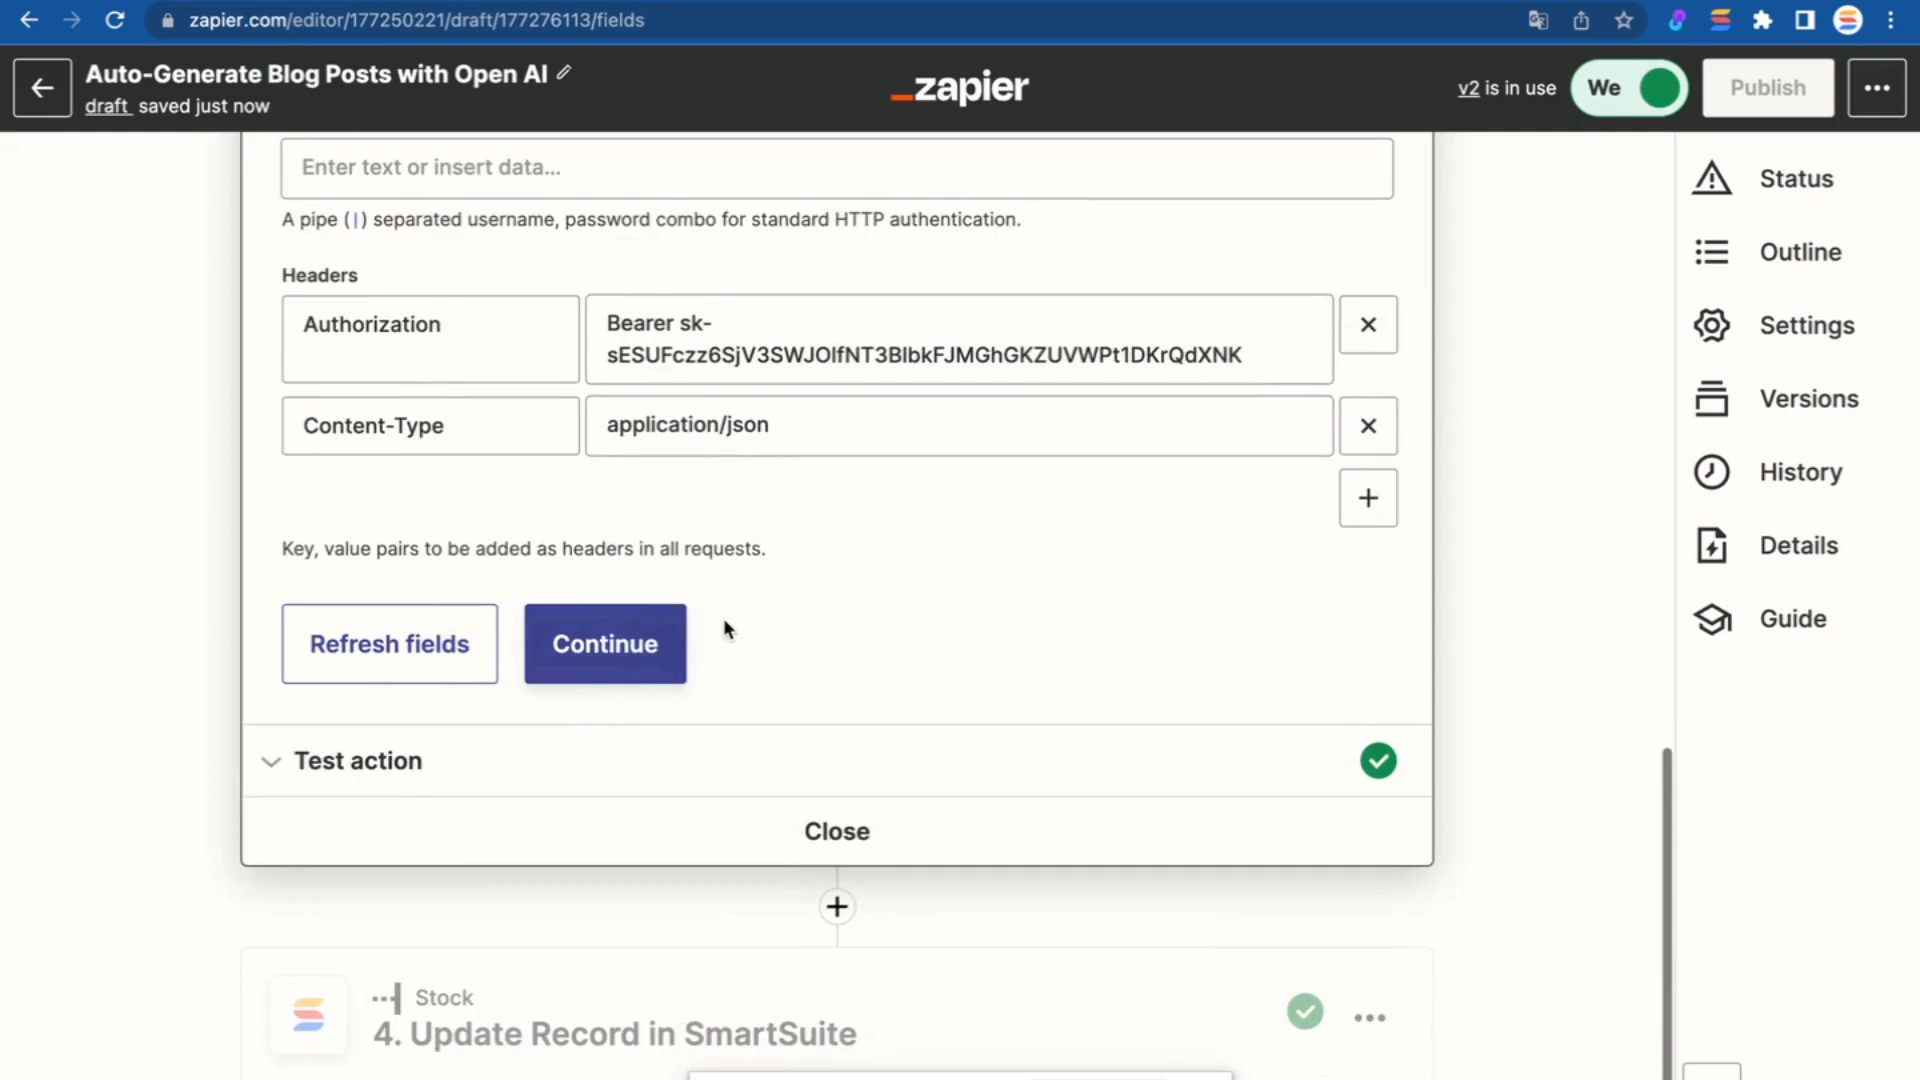 zapier.com/editor/177250221/draft/177276113/fields
Auto-Generate Blog Posts with Open AI
draft saved just now
_zapier
v2 is in use
We
Publish
Enter text or insert data...
A pipe (|) separated username, password combo for standard HTTP authentication.
Headers
Authorization
Bearer sk-
sESUFczz6SjV3SWJOlfNT3BlbkFJMGhGKZUVWPt1DKrQdXNK
Content-Type
application/json
Key, value pairs to be added as headers in all requests.
Refresh fields
Continue
Test action
Close
Stock
4. Update Record in SmartSuite
Status
Outline
Settings
Versions
History
Details
Guide